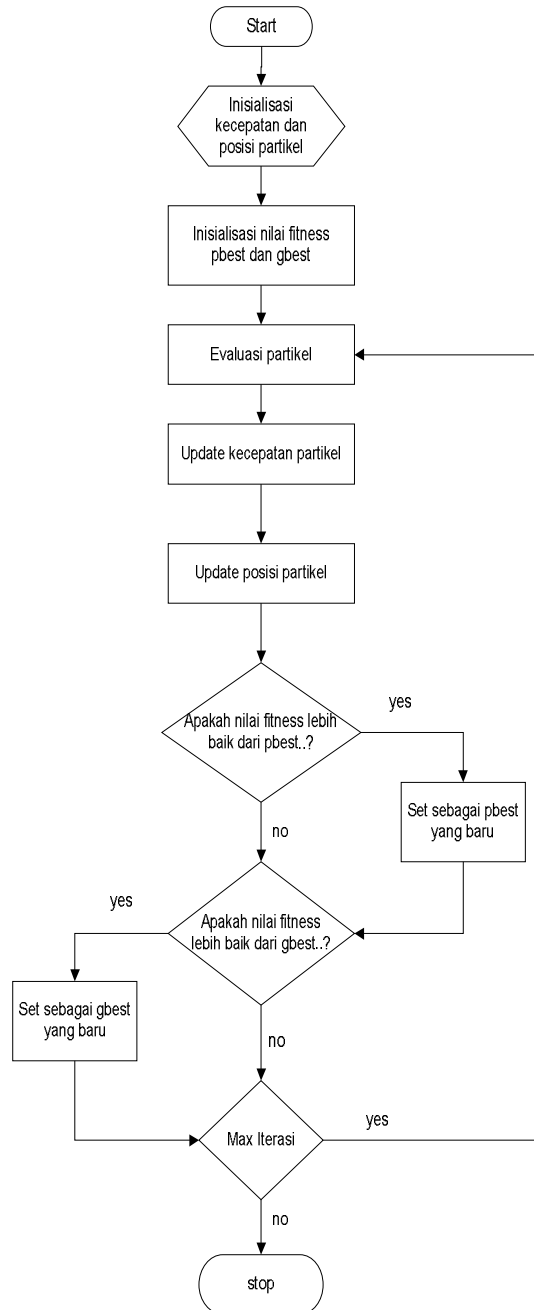 Start
Inisialisasi
kecepatan dan
posisi partikel
Inisialisasi nilai fitness
pbest dan gbest
Evaluasi partikel
Update kecepatan partikel
Update posisi partikel
Apakah nilai fitness lebih
baik dari pbest..?
yes
Set sebagai pbest
yang baru
no
Apakah nilai fitness
lebih baik dari gbest..?
yes
Set sebagai gbest
yang baru
no
Max Iterasi
yes
no
stop